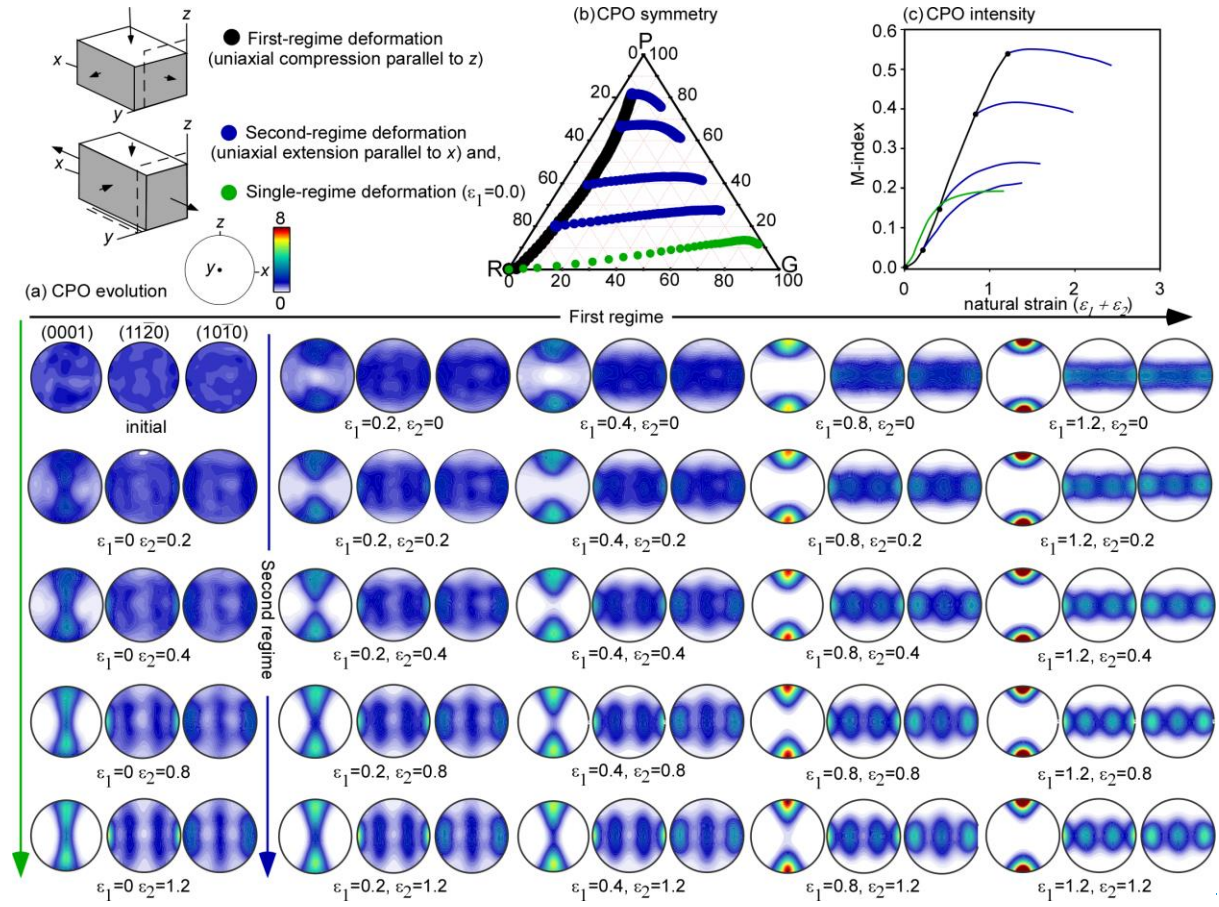 z
x
y
First-regime deformation
(uniaxial compression parallel to z)
z
x
y
Second-regime deformation
(uniaxial extension parallel to x) and,
Single-regime deformation (ε₁=0.0)
z
y
x
8
0
(b) CPO symmetry
P
0 100
20 80
40 60
60 40
80 20
R 0 20 40 60 80 100 0
G
(c) CPO intensity
M-index
0.6
0.5
0.4
0.3
0.2
0.1
0.0
0 1 2 3
natural strain (ε₁ + ε₂)
(a) CPO evolution
First regime
Second regime
(0001) (112̅0) (101̅0)
initial
ε₁=0.2, ε₂=0 ε₁=0.4, ε₂=0 ε₁=0.8, ε₂=0 ε₁=1.2, ε₂=0
ε₁=0 ε₂=0.2 ε₁=0.2, ε₂=0.2 ε₁=0.4, ε₂=0.2 ε₁=0.8, ε₂=0.2 ε₁=1.2, ε₂=0.2
ε₁=0 ε₂=0.4 ε₁=0.2, ε₂=0.4 ε₁=0.4, ε₂=0.4 ε₁=0.8, ε₂=0.4 ε₁=1.2, ε₂=0.4
ε₁=0 ε₂=0.8 ε₁=0.2, ε₂=0.8 ε₁=0.4, ε₂=0.8 ε₁=0.8, ε₂=0.8 ε₁=1.2, ε₂=0.8
ε₁=0 ε₂=1.2 ε₁=0.2, ε₂=1.2 ε₁=0.4, ε₂=1.2 ε₁=0.8, ε₂=1.2 ε₁=1.2, ε₂=1.2